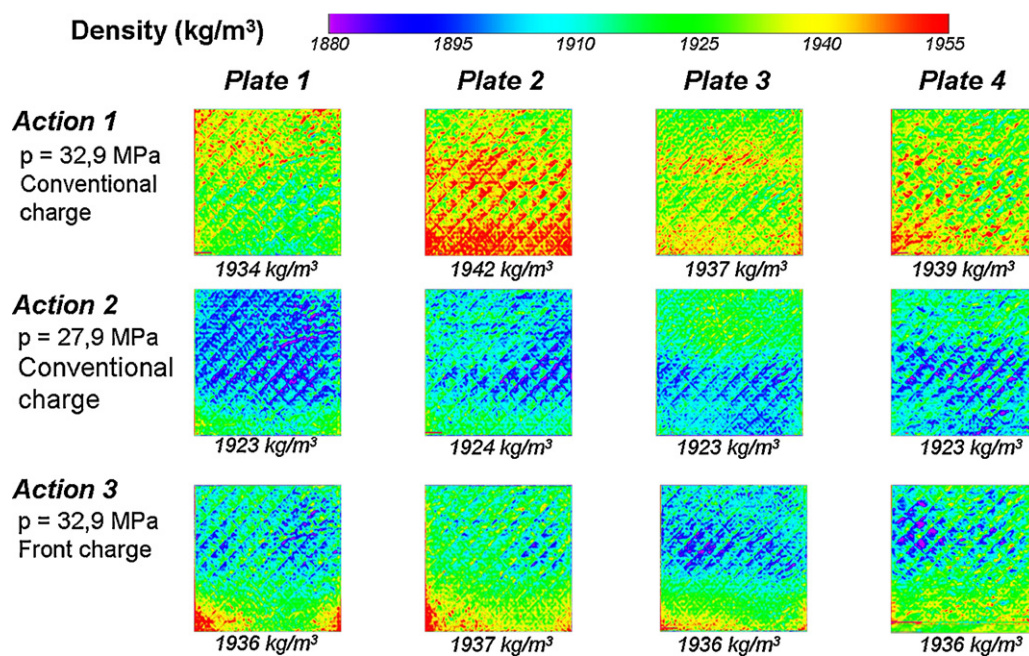 Density (kg/m³)
1880 1895 1910 1925 1940 1955
Plate 1 Plate 2 Plate 3 Plate 4
Action 1
p = 32,9 MPa
Conventional
charge
1934 kg/m³ 1942 kg/m³ 1937 kg/m³ 1939 kg/m³
Action 2
p = 27,9 MPa
Conventional
charge
1923 kg/m³ 1924 kg/m³ 1923 kg/m³ 1923 kg/m³
Action 3
p = 32,9 MPa
Front charge
1936 kg/m³ 1937 kg/m³ 1936 kg/m³ 1936 kg/m³